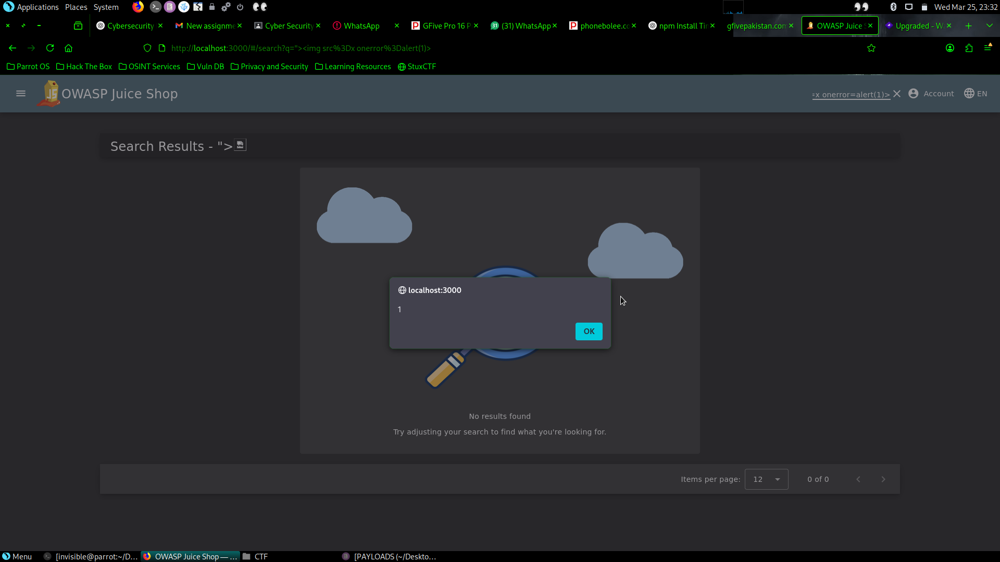 Applications Places System Wed Mar 25, 23:32
Cybersecurity New assignme Cyber Security WhatsApp GFive Pro 16 P (31) WhatsApp phonebolee.co npm Install Tir gfivepakistan.com OWASP Juice Upgraded - W
http://localhost:3000/#/search?q="><img src%3Dx onerror%3Dalert(1)>
Parrot OS Hack The Box OSINT Services Vuln DB Privacy and Security Learning Resources StuxCTF
OWASP Juice Shop =x onerror=alert(1)> Account EN
Search Results - ">
localhost:3000
1
OK
No results found
Try adjusting your search to find what you're looking for.
Items per page: 12 0 of 0
Menu [invisible@parrot:~/D... OWASP Juice Shop — ... CTF [PAYLOADS (~/Deskto...